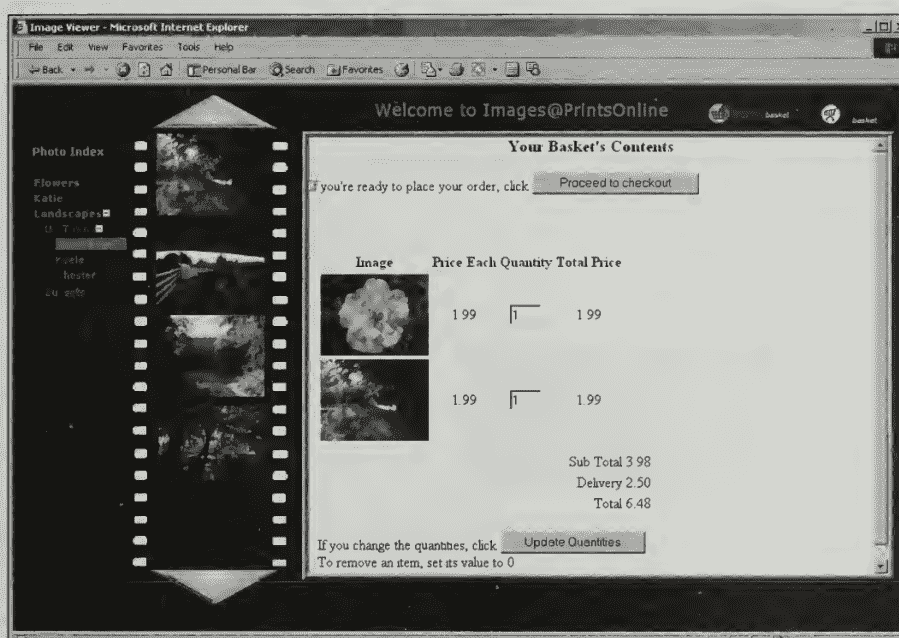 Image Viewer - Microsoft Internet Explorer
File Edit View Favorites Tools Help
Back Personal Bar Search Favorites
Welcome to Images@PrintsOnline
basket
basket
Photo Index
Flowers
Katie
Landscapes
Your Basket's Contents
If you're ready to place your order, click Proceed to checkout
Image Price Each Quantity Total Price
1.99 1 1.99
1.99 1 1.99
Sub Total 3.98
Delivery 2.50
Total 6.48
If you change the quantities, click Update Quantities
To remove an item, set its value to 0